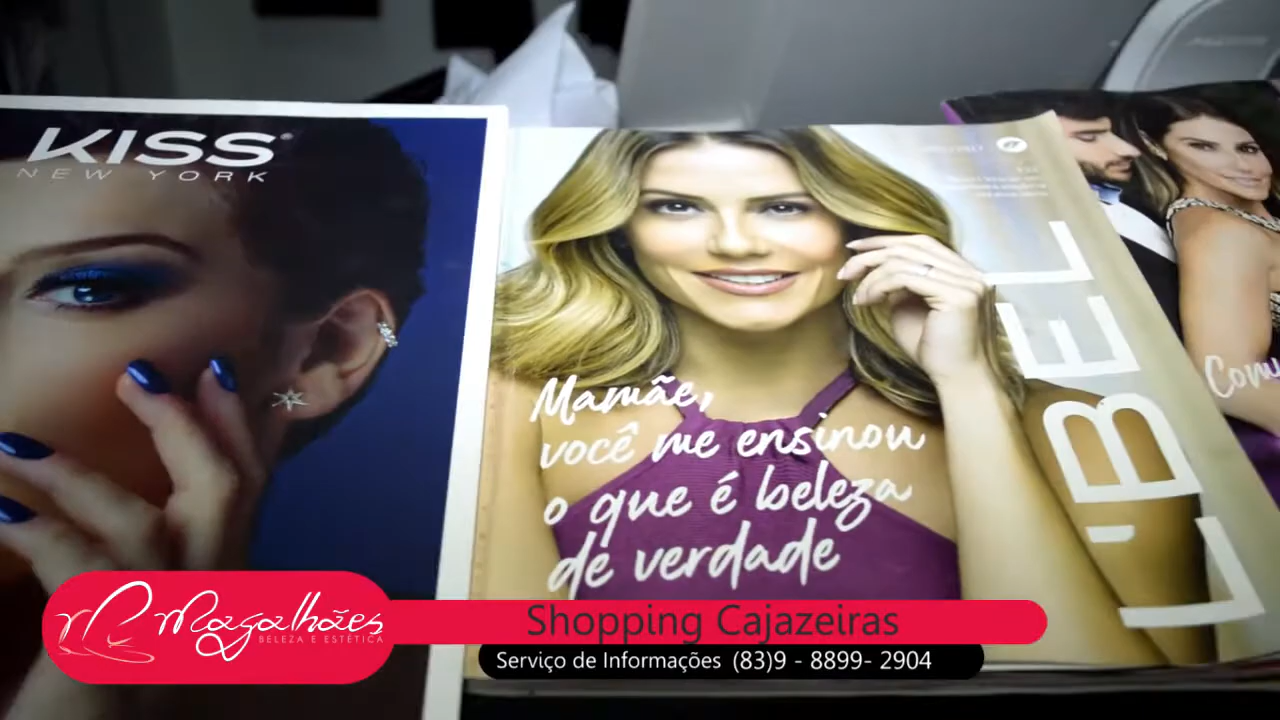 KISS
NEW YORK
Mamãe,
você me ensinou
o que é beleza
de verdade
L'BEL
Magalhães
BELEZA E ESTÉTICA
Shopping Cajazeiras
Serviço de Informações (83)9 - 8899- 2904